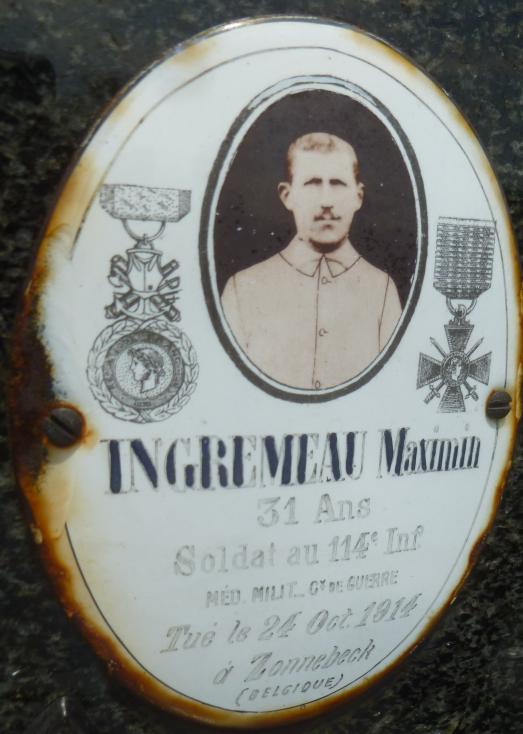 INGREMEAU Maximin
31 Ans
Soldat au 114e Inf
MÉD. MILIT. Cx DE GUERRE
Tué le 24 Oct. 1914
à Zonnebeck
(BELGIQUE)